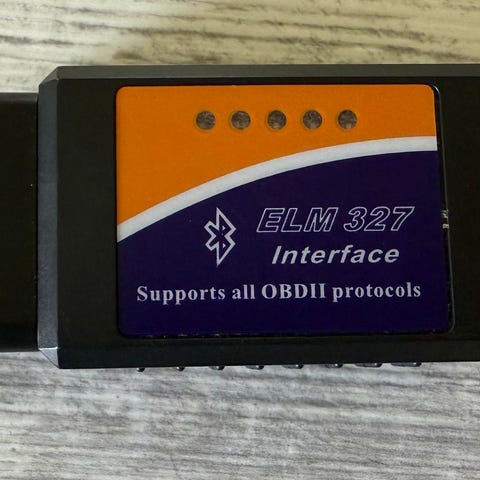 ELM 327
Interface
Supports all OBDII protocols